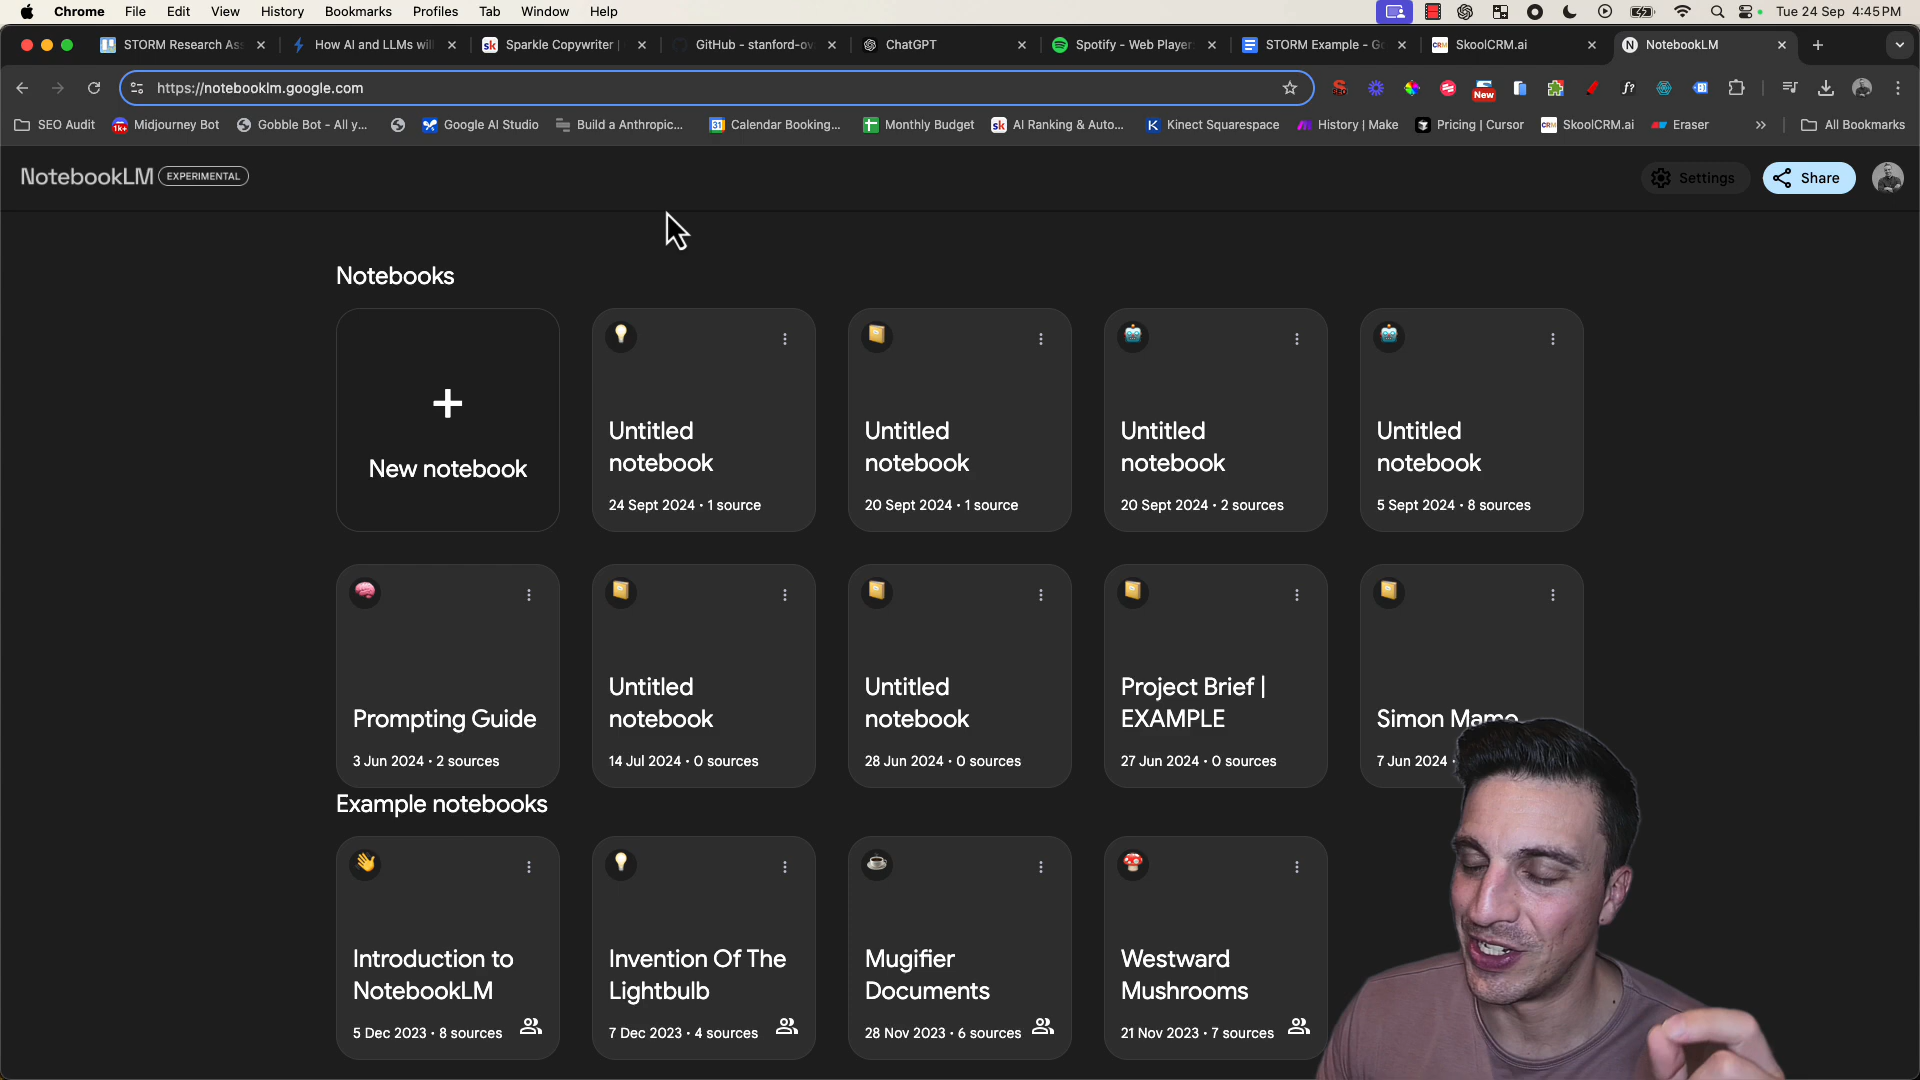 Chrome File Edit View History Bookmarks Profiles Tab Window Help Tue 24 Sep 4:45 PM
STORM Research Ass How AI and LLMs will Sparkle Copywriter | GitHub - stanford-ov ChatGPT Spotify - Web Player STORM Example - Go SkoolCRM.ai NotebookLM
https://notebooklm.google.com New
SEO Audit Midjourney Bot Gobble Bot - All y... Google AI Studio Build a Anthropic... Calendar Booking... Monthly Budget AI Ranking & Auto... Kinect Squarespace History | Make Pricing | Cursor SkoolCRM.ai Eraser All Bookmarks
NotebookLM EXPERIMENTAL Settings Share
Notebooks
New notebook
Untitled notebook
24 Sept 2024 • 1 source
Untitled notebook
20 Sept 2024 • 1 source
Untitled notebook
20 Sept 2024 • 2 sources
Untitled notebook
5 Sept 2024 • 8 sources
Prompting Guide
3 Jun 2024 • 2 sources
Untitled notebook
14 Jul 2024 • 0 sources
Untitled notebook
28 Jun 2024 • 0 sources
Project Brief | EXAMPLE
27 Jun 2024 • 0 sources
Simon Mamo
7 Jun 2024 •
Example notebooks
Introduction to NotebookLM
5 Dec 2023 • 8 sources
Invention Of The Lightbulb
7 Dec 2023 • 4 sources
Mugifier Documents
28 Nov 2023 • 6 sources
Westward Mushrooms
21 Nov 2023 • 7 sources